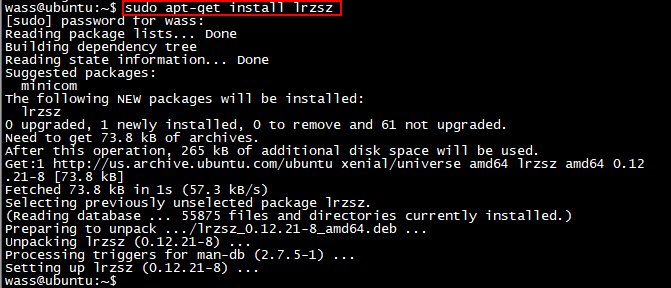 wass@ubuntu:~$ sudo apt-get install lrzsz
[sudo] password for wass:
Reading package lists... Done
Building dependency tree
Reading state information... Done
Suggested packages:
  minicom
The following NEW packages will be installed:
  lrzsz
0 upgraded, 1 newly installed, 0 to remove and 61 not upgraded.
Need to get 73.8 kB of archives.
After this operation, 265 kB of additional disk space will be used.
Get:1 http://us.archive.ubuntu.com/ubuntu xenial/universe amd64 lrzsz amd64 0.12
.21-8 [73.8 kB]
Fetched 73.8 kB in 1s (57.3 kB/s)
Selecting previously unselected package lrzsz.
(Reading database ... 55875 files and directories currently installed.)
Preparing to unpack .../lrzsz_0.12.21-8_amd64.deb ...
Unpacking lrzsz (0.12.21-8) ...
Processing triggers for man-db (2.7.5-1) ...
Setting up lrzsz (0.12.21-8) ...
wass@ubuntu:~$